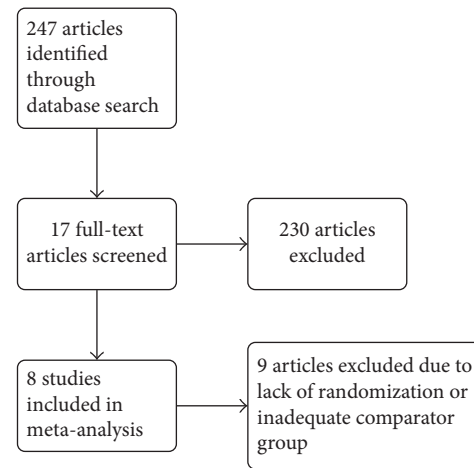 247 articles
identified
through
database search
17 full-text
articles screened
230 articles
excluded
8 studies
included in
meta-analysis
9 articles excluded due to
lack of randomization or
inadequate comparator
group